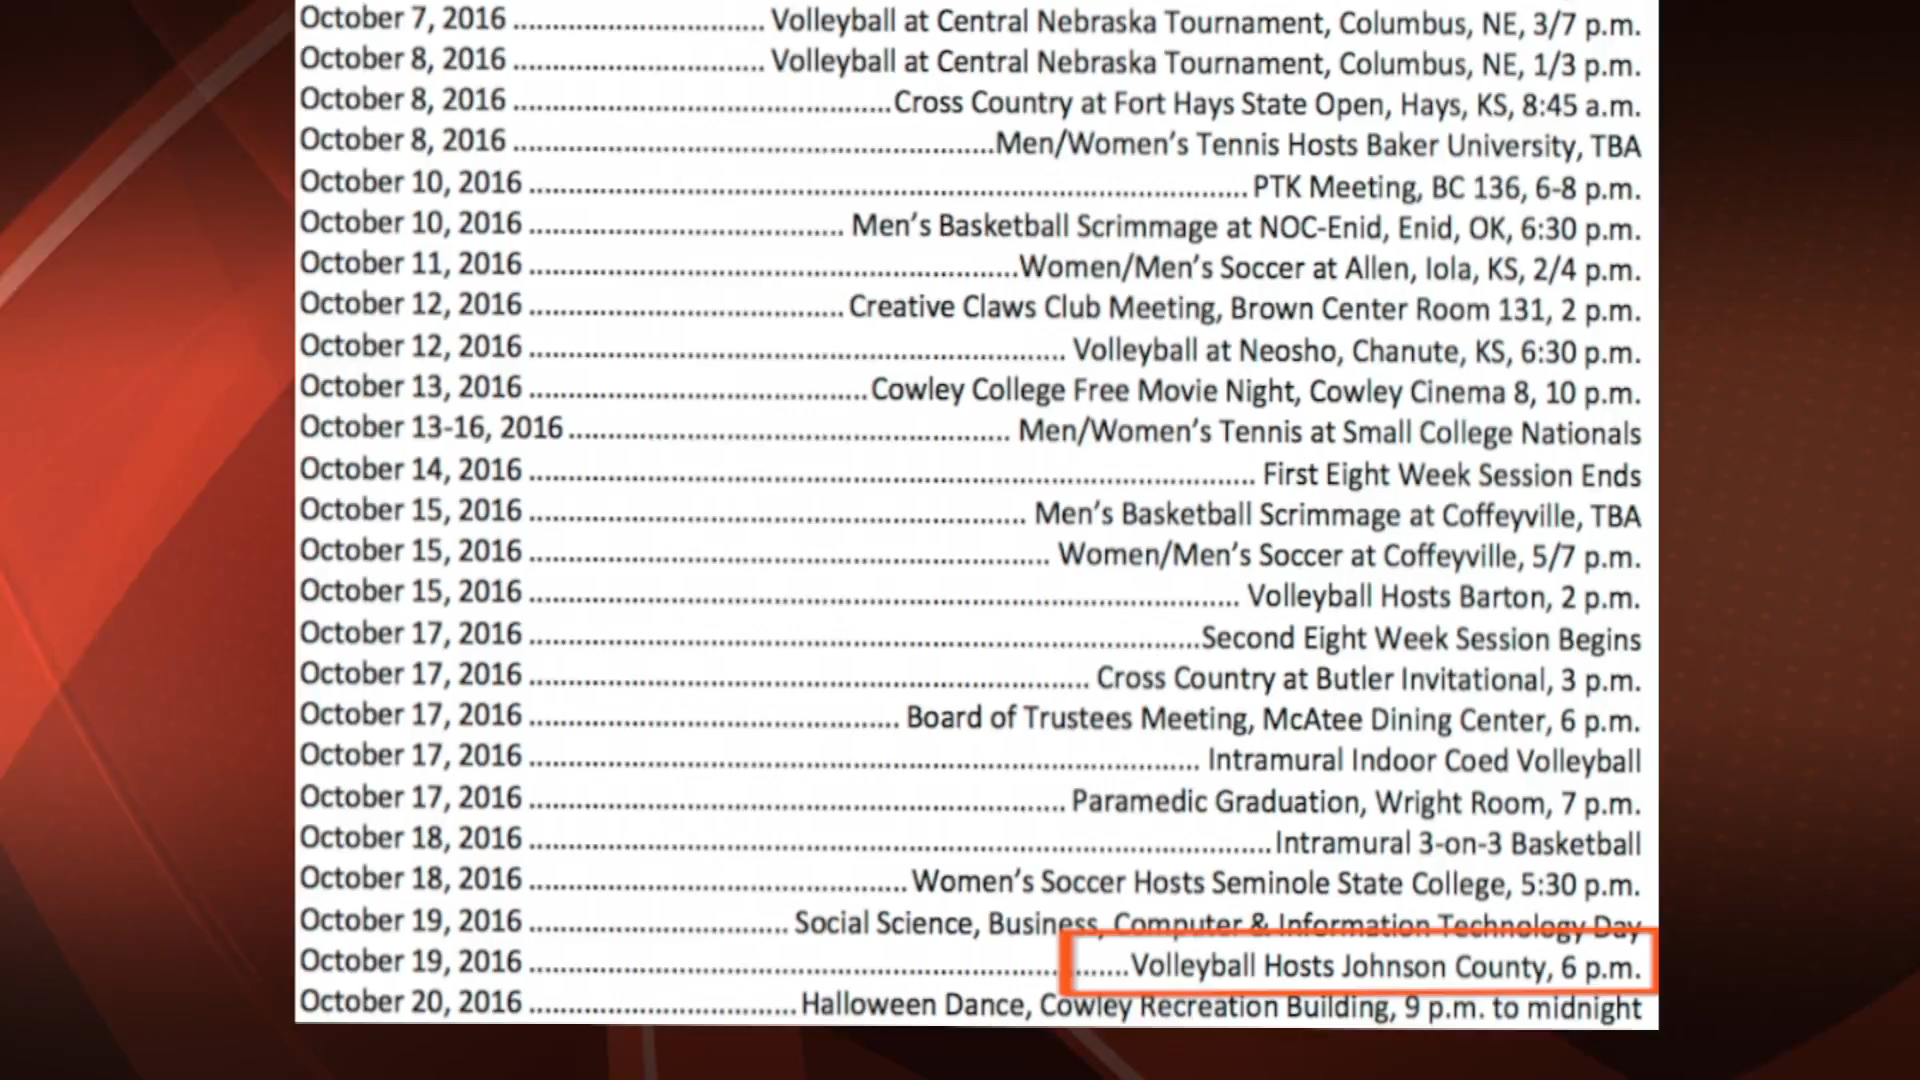 October 7, 2016 ................................ Volleyball at Central Nebraska Tournament, Columbus, NE, 3/7 p.m.
October 8, 2016 ................................ Volleyball at Central Nebraska Tournament, Columbus, NE, 1/3 p.m.
October 8, 2016 ................................................Cross Country at Fort Hays State Open, Hays, KS, 8:45 a.m.
October 8, 2016 .............................................................Men/Women's Tennis Hosts Baker University, TBA
October 10, 2016 ........................................................................................... PTK Meeting, BC 136, 6-8 p.m.
October 10, 2016 ........................................ Men's Basketball Scrimmage at NOC-Enid, Enid, OK, 6:30 p.m.
October 11, 2016 ..............................................................Women/Men's Soccer at Allen, Iola, KS, 2/4 p.m.
October 12, 2016 ........................................ Creative Claws Club Meeting, Brown Center Room 131, 2 p.m.
October 12, 2016 .................................................................... Volleyball at Neosho, Chanute, KS, 6:30 p.m.
October 13, 2016 ...........................................Cowley College Free Movie Night, Cowley Cinema 8, 10 p.m.
October 13-16, 2016 ........................................................ Men/Women's Tennis at Small College Nationals
October 14, 2016 ............................................................................................ First Eight Week Session Ends
October 15, 2016 ............................................................... Men's Basketball Scrimmage at Coffeyville, TBA
October 15, 2016 .................................................................. Women/Men's Soccer at Coffeyville, 5/7 p.m.
October 15, 2016 .......................................................................................... Volleyball Hosts Barton, 2 p.m.
October 17, 2016 .....................................................................................Second Eight Week Session Begins
October 17, 2016 ....................................................................... Cross Country at Butler Invitational, 3 p.m.
October 17, 2016 ............................................... Board of Trustees Meeting, McAtee Dining Center, 6 p.m.
October 17, 2016 ..................................................................................... Intramural Indoor Coed Volleyball
October 17, 2016 .................................................................... Paramedic Graduation, Wright Room, 7 p.m.
October 18, 2016 ..............................................................................................Intramural 3-on-3 Basketball
October 18, 2016 ................................................Women's Soccer Hosts Seminole State College, 5:30 p.m.
October 19, 2016 ................................. Social Science, Business, Computer & Information Technology Day
October 19, 2016 ............................................................................Volleyball Hosts Johnson County, 6 p.m.
October 20, 2016 ..................................Halloween Dance, Cowley Recreation Building, 9 p.m. to midnight